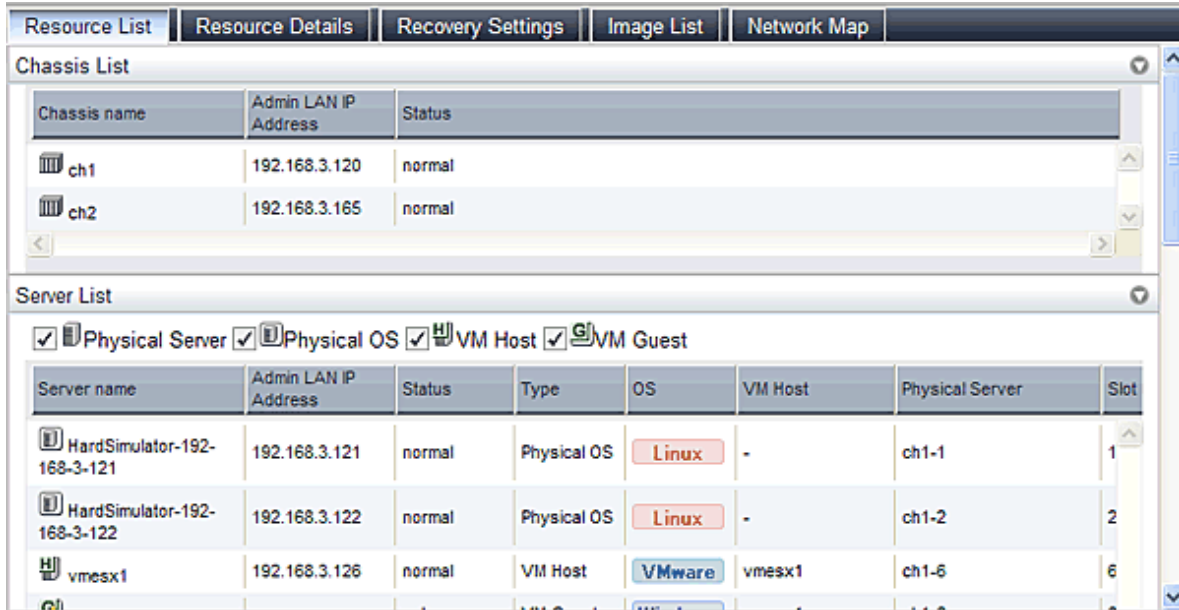 Resource List Resource Details Recovery Settings Image List Network Map
Chassis List
Chassis name Admin LAN IP Address Status
ch1 192.168.3.120 normal
ch2 192.168.3.165 normal
Server List
Physical Server Physical OS VM Host VM Guest
Server name Admin LAN IP Address Status Type OS VM Host Physical Server Slot
HardSimulator-192-168-3-121 192.168.3.121 normal Physical OS Linux - ch1-1 1
HardSimulator-192-168-3-122 192.168.3.122 normal Physical OS Linux - ch1-2 2
vmesx1 192.168.3.126 normal VM Host VMware vmesx1 ch1-6 6